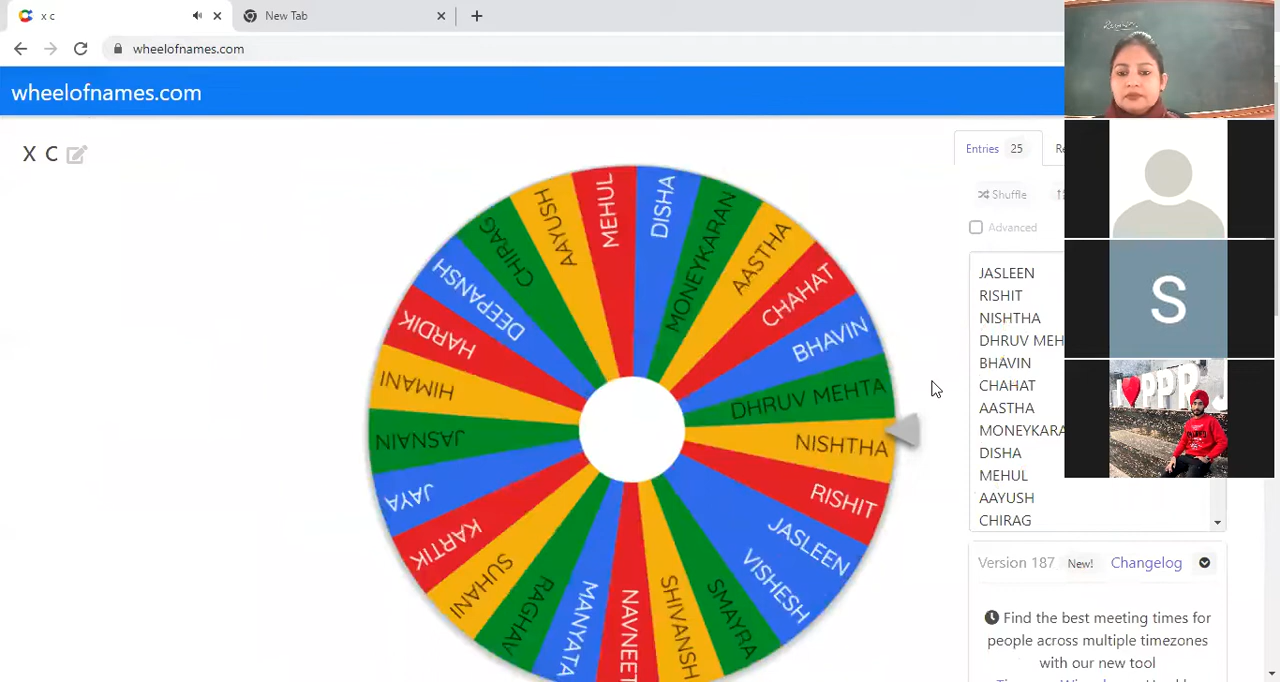 x c
New Tab
wheelofnames.com
wheelofnames.com
X C
Entries 25
Re
Shuffle
Advanced
JASLEEN
RISHIT
NISHTHA
DHRUV MEH
BHAVIN
CHAHAT
AASTHA
MONEYKARA
DISHA
MEHUL
AAYUSH
CHIRAG
DISHA
MONEYKARAN
AASTHA
CHAHAT
BHAVIN
DHRUV MEHTA
NISHTHA
RISHIT
JASLEEN
VISHESH
SMAYRA
SHIVANSH
NAVNEET
MANYATA
RAGHAV
SUHANI
KARTIK
JAYA
JASNAIN
HIMANI
HARDIK
DEEPANSH
CHIRAG
AAYUSH
MEHUL
Version 187 New! Changelog
Find the best meeting times for
people across multiple timezones
with our new tool
S
I ♥ PPR